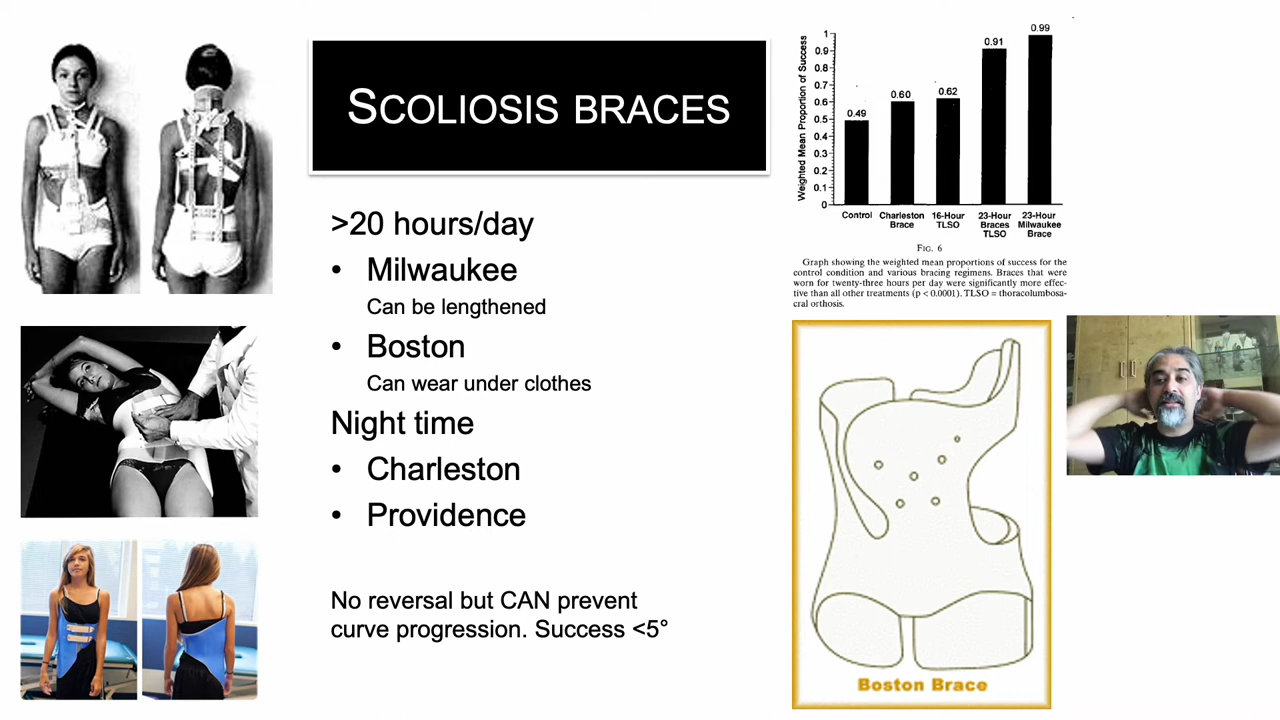 SCOLIOSIS BRACES
>20 hours/day
• Milwaukee
Can be lengthened
• Boston
Can wear under clothes
Night time
• Charleston
• Providence
No reversal but CAN prevent
curve progression. Success <5°
Weighted Mean Proportion of Success
1
0.9
0.8
0.7
0.6
0.5
0.4
0.3
0.2
0.1
0
0.49
0.60
0.62
0.91
0.99
Control
Charleston
Brace
16-Hour
TLSO
23-Hour
Braces
TLSO
23-Hour
Milwaukee
Brace
FIG. 6
Graph showing the weighted mean proportions of success for the
control condition and various bracing regimens. Braces that were
worn for twenty-three hours per day were significantly more effec-
tive than all other treatments (p < 0.0001). TLSO = thoracolumbosa-
cral orthosis.
Boston Brace